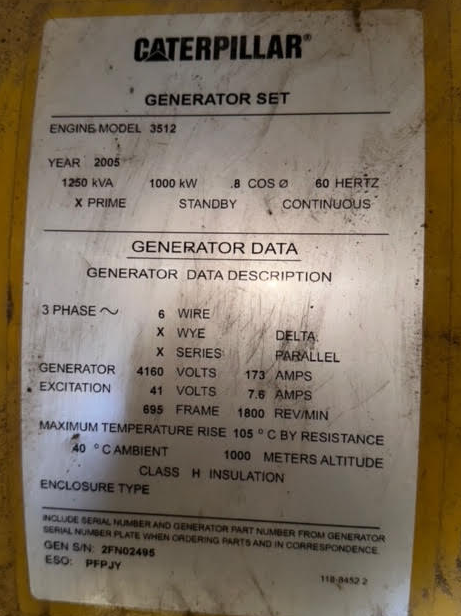 CATERPILLAR®
GENERATOR SET
ENGINE MODEL 3512
YEAR 2005
1250 kVA 1000 kW .8 COS Ø 60 HERTZ
X PRIME STANDBY CONTINUOUS
GENERATOR DATA
GENERATOR DATA DESCRIPTION
3 PHASE ~ 6 WIRE
X WYE DELTA
X SERIES PARALLEL
GENERATOR 4160 VOLTS 173 AMPS
EXCITATION 41 VOLTS 7.6 AMPS
695 FRAME 1800 REV/MIN
MAXIMUM TEMPERATURE RISE 105 °C BY RESISTANCE
40 °C AMBIENT 1000 METERS ALTITUDE
CLASS H INSULATION
ENCLOSURE TYPE
INCLUDE SERIAL NUMBER AND GENERATOR PART NUMBER FROM GENERATOR
SERIAL NUMBER PLATE WHEN ORDERING PARTS AND IN CORRESPONDENCE.
GEN S/N: 2FN02495
ESO: PFPJY
118-8452 2